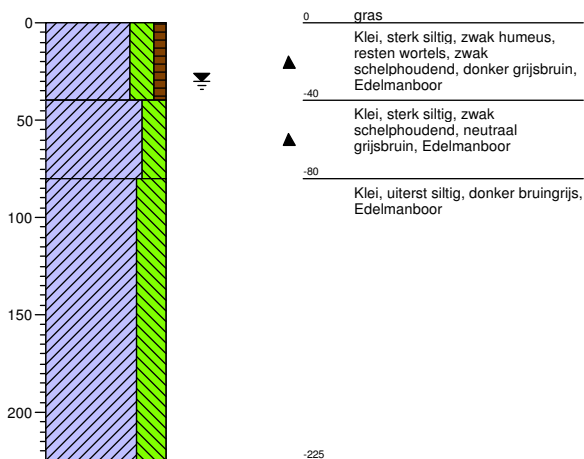 0
50
100
150
200
0
gras
Klei, sterk siltig, zwak humeus,
resten wortels, zwak
schelphoudend, donker grijsbruin,
Edelmanboor
-40
Klei, sterk siltig, zwak
schelphoudend, neutraal
grijsbruin, Edelmanboor
-80
Klei, uiterst siltig, donker bruingrijs,
Edelmanboor
-225